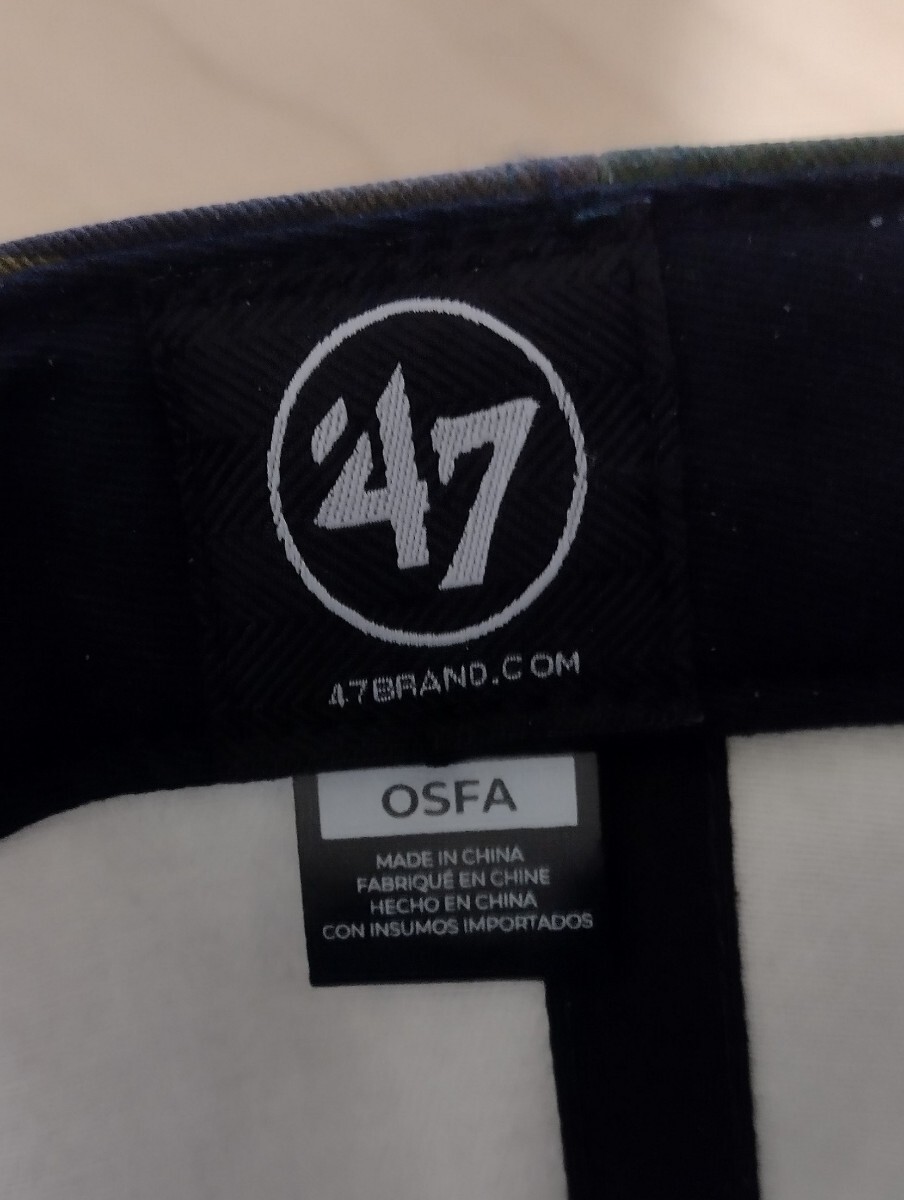 '47
47BRAND.COM
OSFA
MADE IN CHINA
FABRIQUÉ EN CHINE
HECHO EN CHINA
CON INSUMOS IMPORTADOS